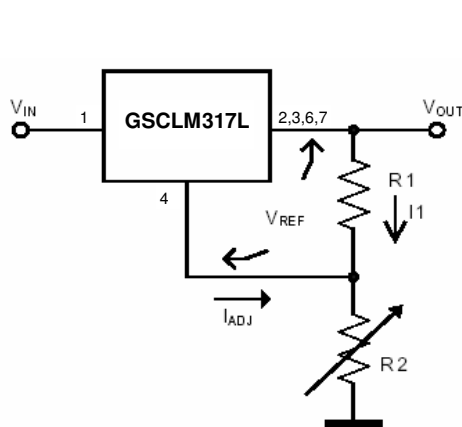 VIN
1
GSCLM317L
2,3,6,7
VOUT
4
R1
I1
VREF
IADJ
R2